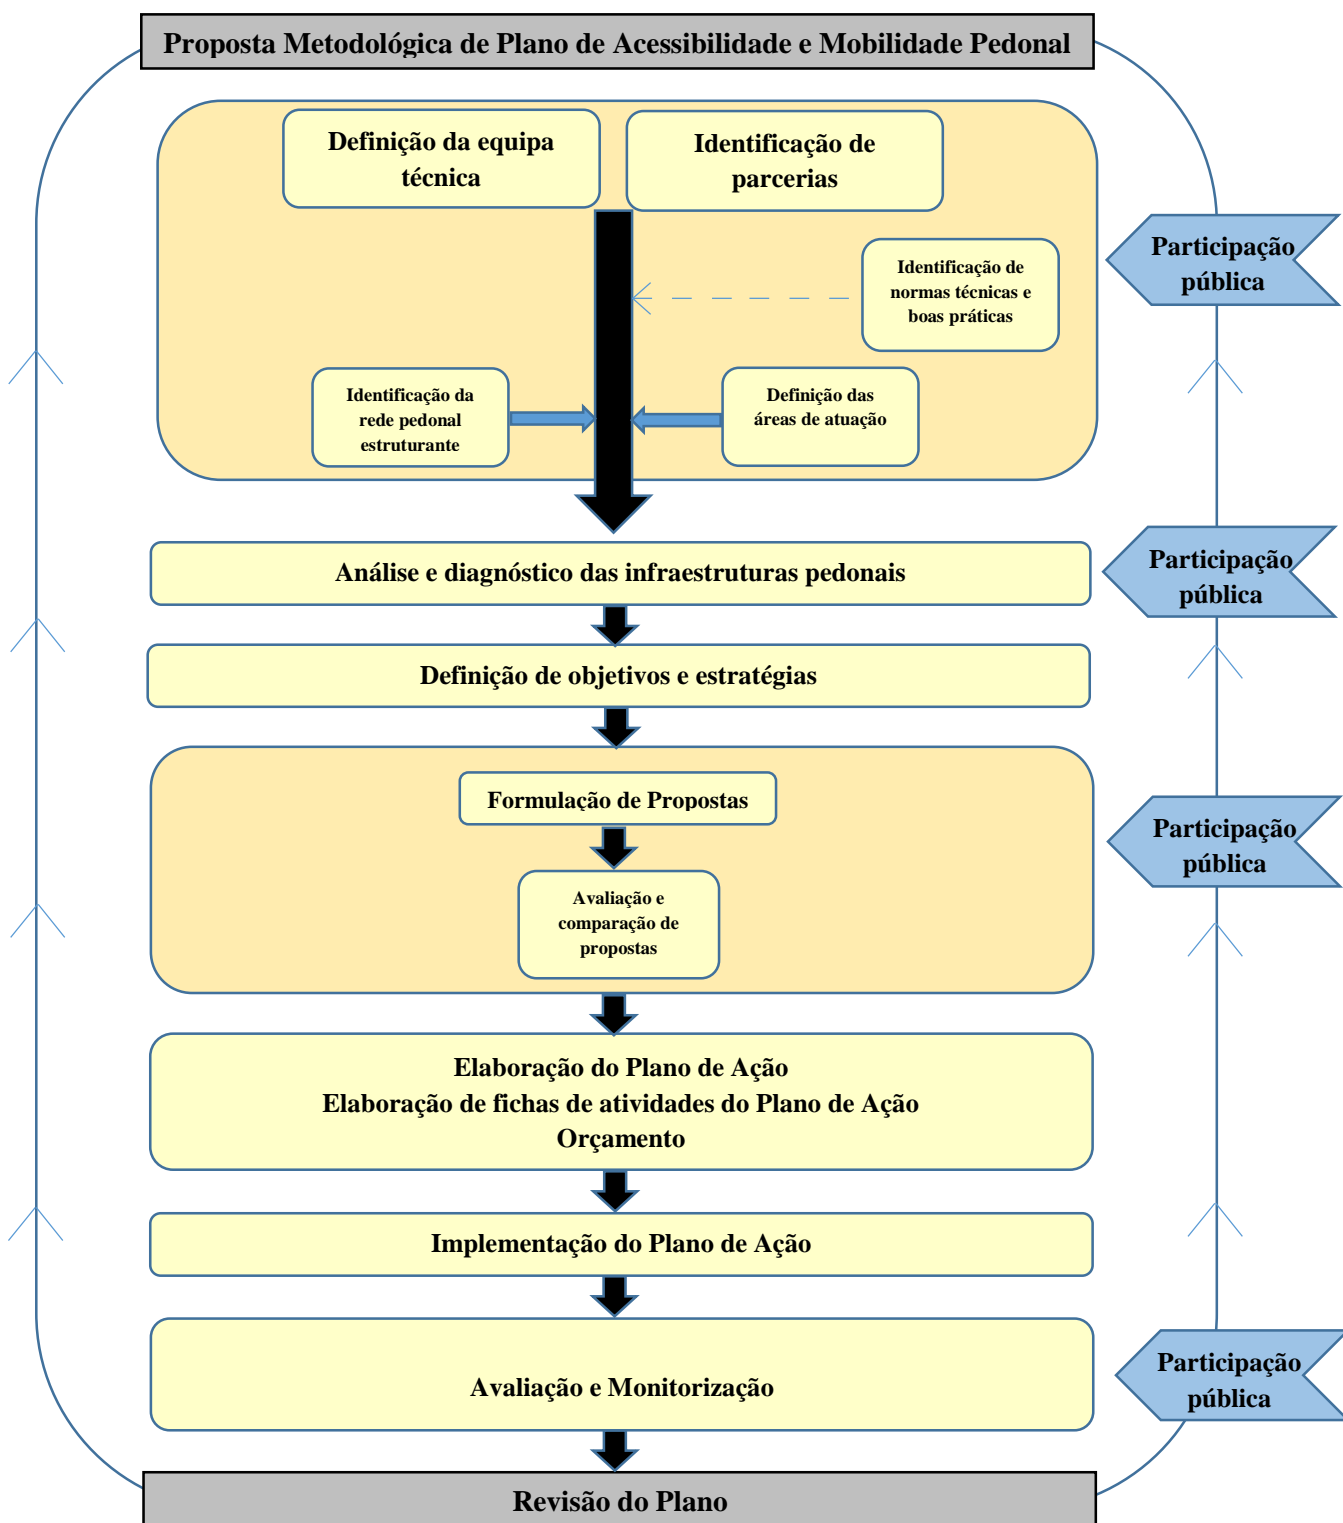 Proposta Metodológica de Plano de Acessibilidade e Mobilidade Pedonal
Definição da equipa
técnica
Identificação de
parcerias
Participação
pública
Identificação de
normas técnicas e
boas práticas
Identificação da
rede pedonal
estruturante
Definição das
áreas de atuação
Análise e diagnóstico das infraestruturas pedonais
Participação
pública
Definição de objetivos e estratégias
Formulação de Propostas
Participação
pública
Avaliação e
comparação de
propostas
Elaboração do Plano de Ação
Elaboração de fichas de atividades do Plano de Ação
Orçamento
Implementação do Plano de Ação
Avaliação e Monitorização
Participação
pública
Revisão do Plano